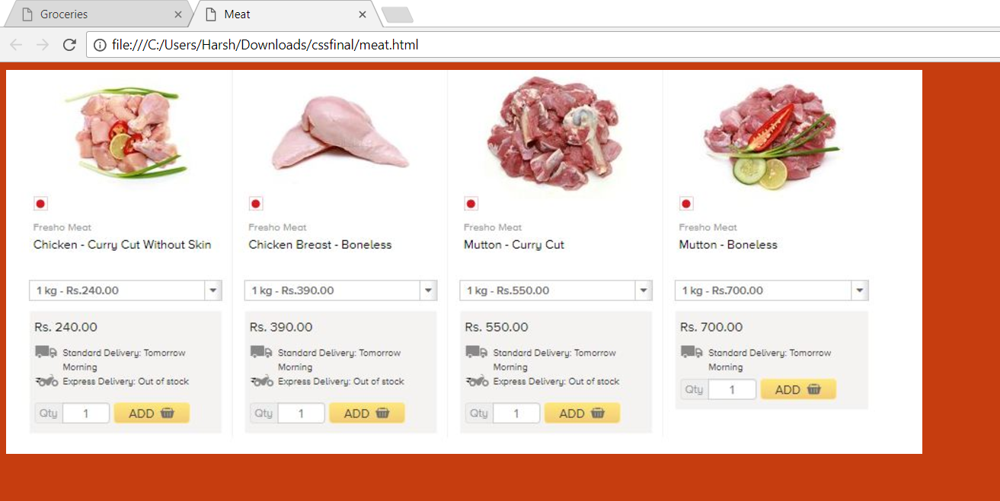 Groceries
Meat
file:///C:/Users/Harsh/Downloads/cssfinal/meat.html
Fresho Meat
Chicken - Curry Cut Without Skin
1 kg - Rs.240.00
Rs. 240.00
Standard Delivery: Tomorrow
Morning
Express Delivery: Out of stock
Qty 1 ADD
Fresho Meat
Chicken Breast - Boneless
1 kg - Rs.390.00
Rs. 390.00
Standard Delivery: Tomorrow
Morning
Express Delivery: Out of stock
Qty 1 ADD
Fresho Meat
Mutton - Curry Cut
1 kg - Rs.550.00
Rs. 550.00
Standard Delivery: Tomorrow
Morning
Express Delivery: Out of stock
Qty 1 ADD
Fresho Meat
Mutton - Boneless
1 kg - Rs.700.00
Rs. 700.00
Standard Delivery: Tomorrow
Morning
Qty 1 ADD